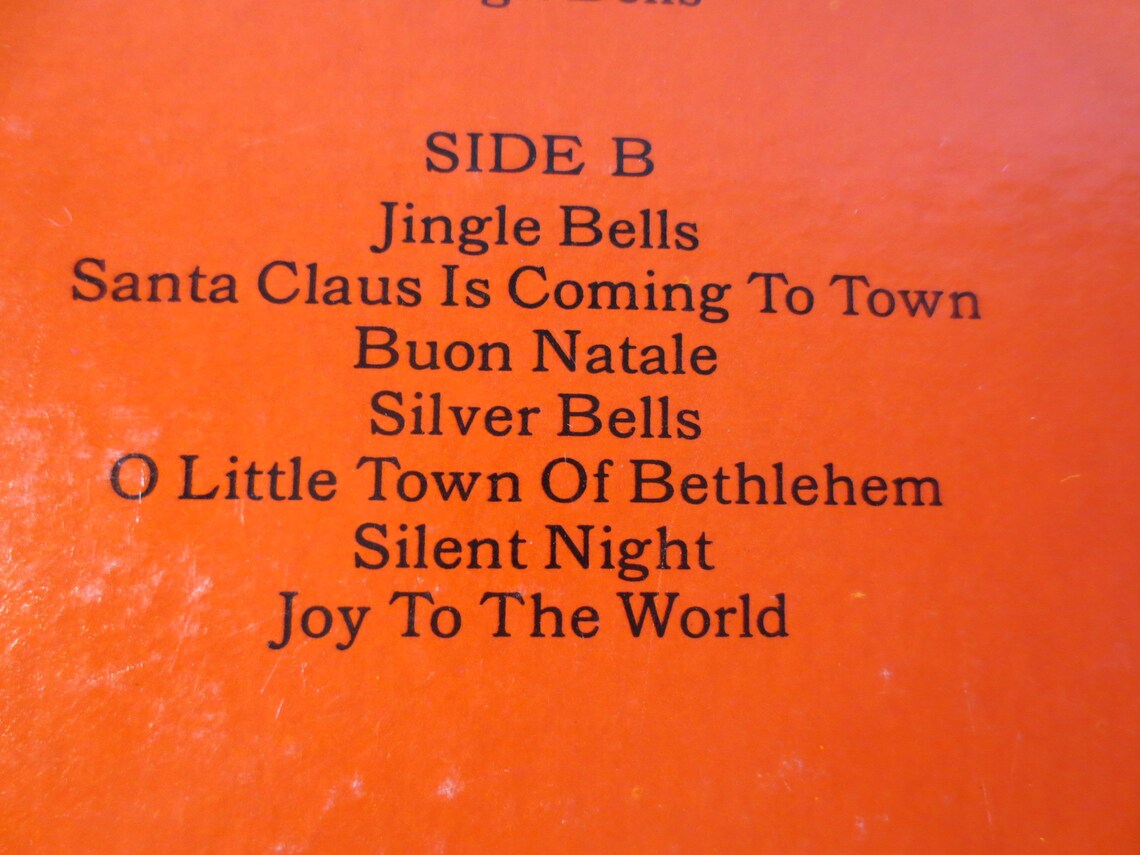 Bells
SIDE B
Jingle Bells
Santa Claus Is Coming To Town
Buon Natale
Silver Bells
O Little Town Of Bethlehem
Silent Night
Joy To The World